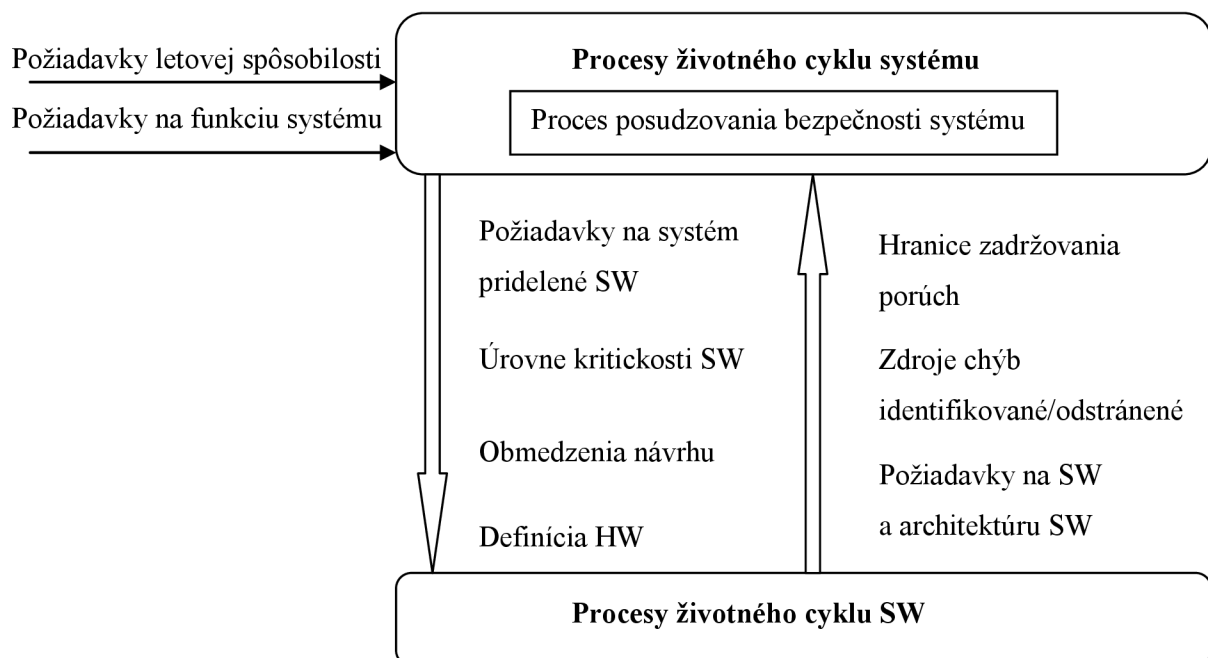 Požiadavky letovej spôsobilosti
Požiadavky na funkciu systému
Procesy životného cyklu systému
Proces posudzovania bezpečnosti systému
Požiadavky na systém
pridelené SW
Úrovne kritickosti SW
Obmedzenia návrhu
Definícia HW
Hranice zadržovania
porúch
Zdroje chýb
identifikované/odstránené
Požiadavky na SW
a architektúru SW
Procesy životného cyklu SW